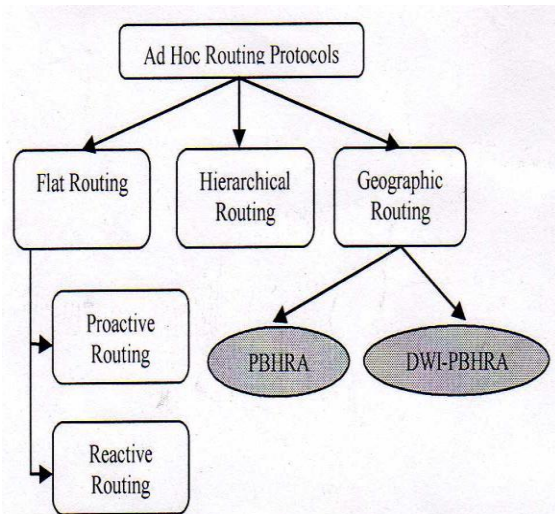 Ad Hoc Routing Protocols
Flat Routing
Hierarchical
Routing
Geographic
Routing
Proactive
Routing
PBHRA
DWI-PBHRA
Reactive
Routing